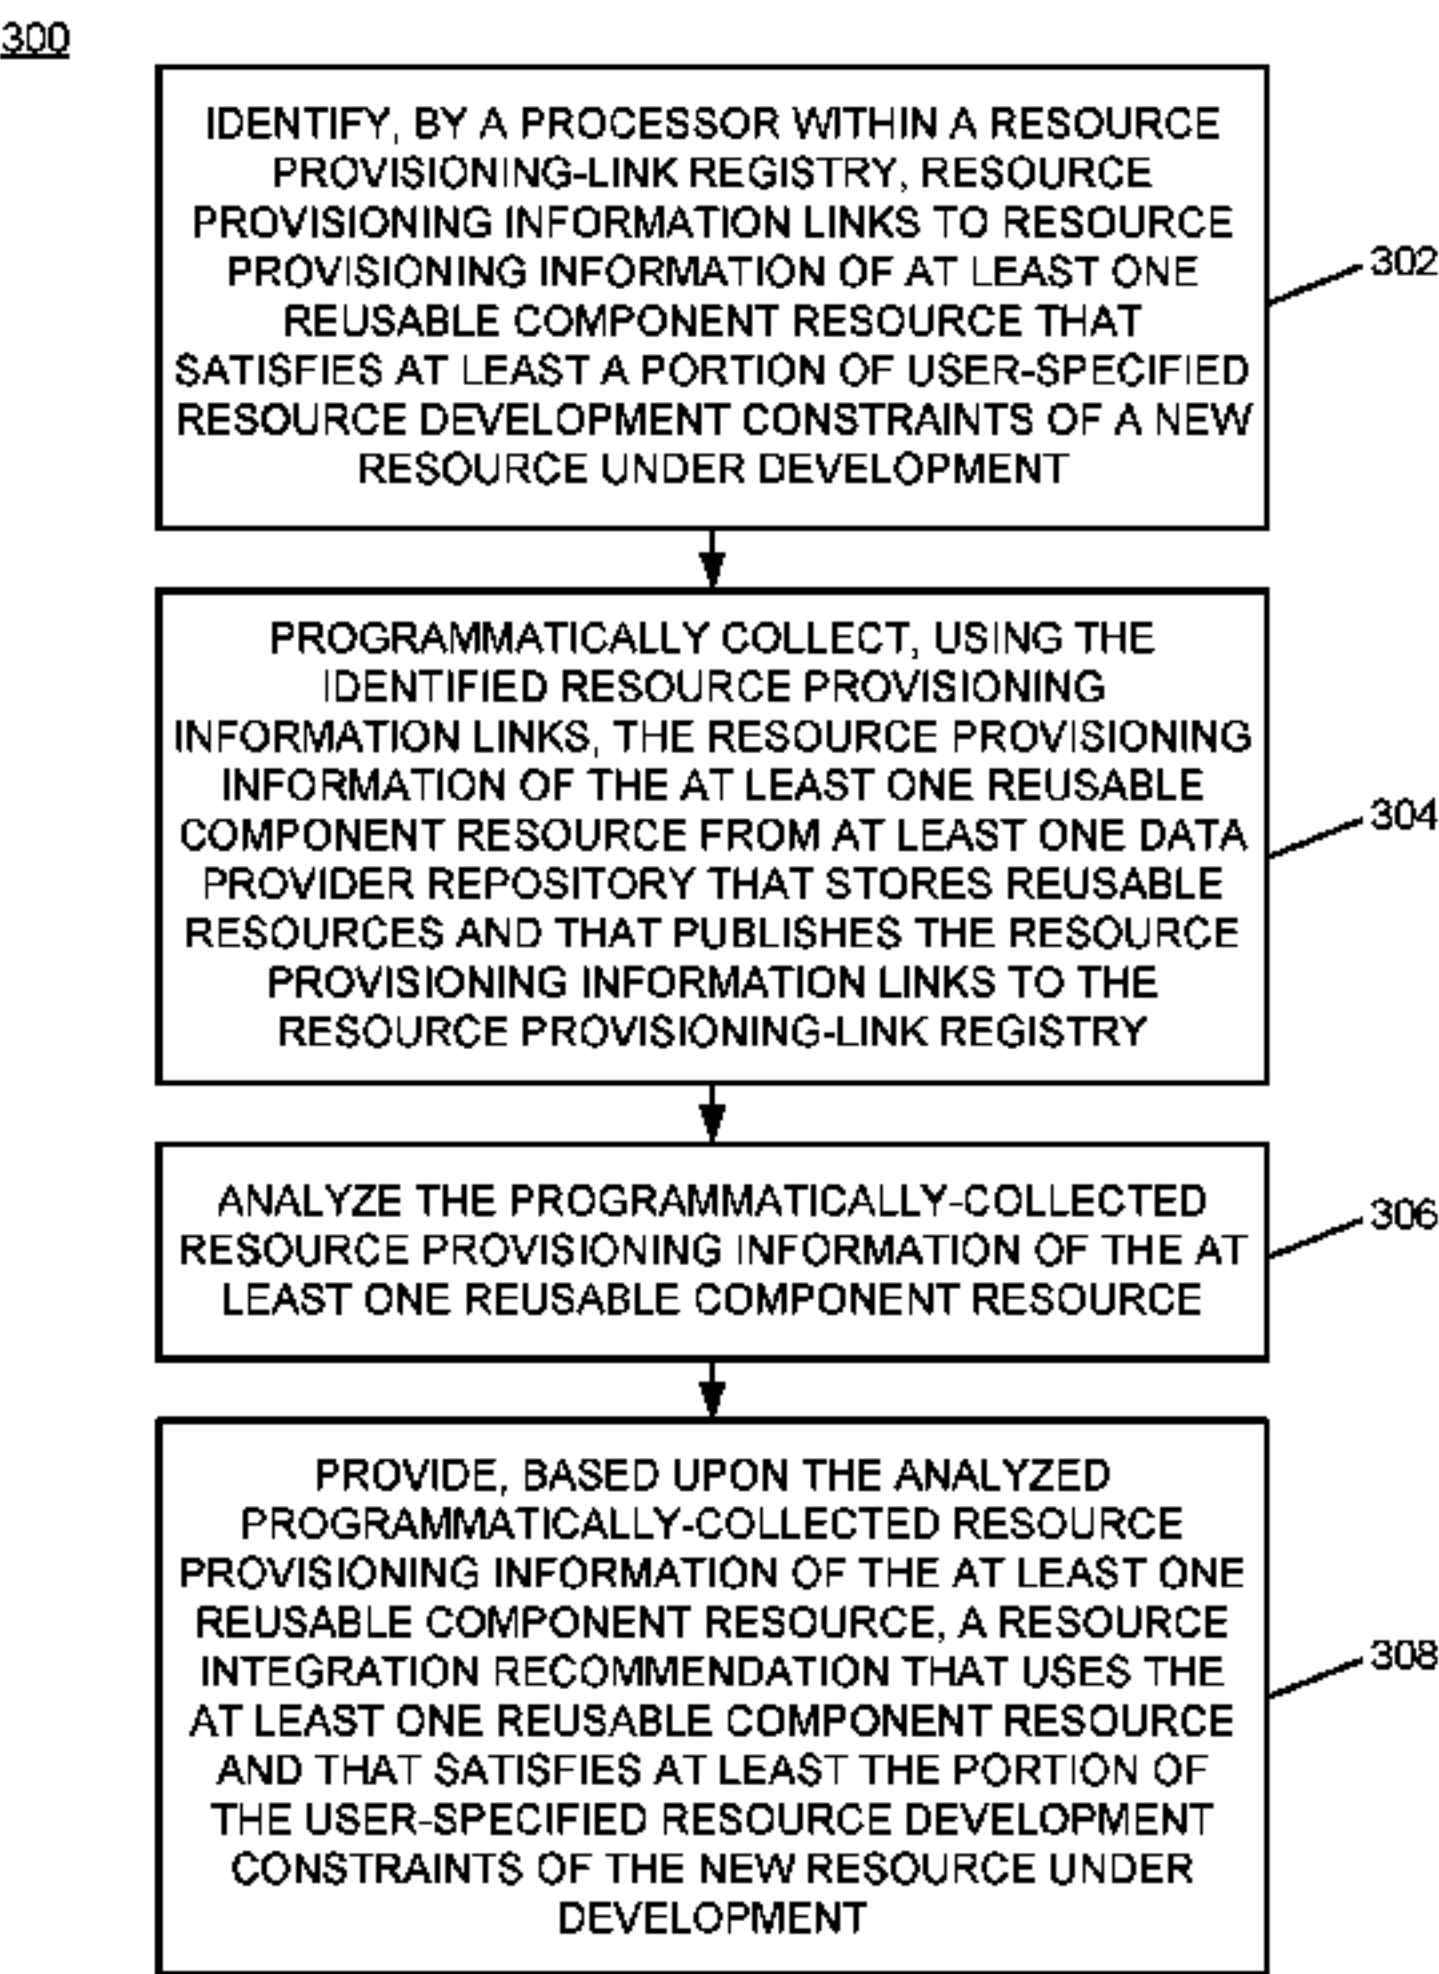 300
IDENTIFY, BY A PROCESSOR WITHIN A RESOURCE
PROVISIONING-LINK REGISTRY, RESOURCE
PROVISIONING INFORMATION LINKS TO RESOURCE
PROVISIONING INFORMATION OF AT LEAST ONE
REUSABLE COMPONENT RESOURCE THAT
SATISFIES AT LEAST A PORTION OF USER-SPECIFIED
RESOURCE DEVELOPMENT CONSTRAINTS OF A NEW
RESOURCE UNDER DEVELOPMENT
302
PROGRAMMATICALLY COLLECT, USING THE
IDENTIFIED RESOURCE PROVISIONING
INFORMATION LINKS, THE RESOURCE PROVISIONING
INFORMATION OF THE AT LEAST ONE REUSABLE
COMPONENT RESOURCE FROM AT LEAST ONE DATA
PROVIDER REPOSITORY THAT STORES REUSABLE
RESOURCES AND THAT PUBLISHES THE RESOURCE
PROVISIONING INFORMATION LINKS TO THE
RESOURCE PROVISIONING-LINK REGISTRY
304
ANALYZE THE PROGRAMMATICALLY-COLLECTED
RESOURCE PROVISIONING INFORMATION OF THE AT
LEAST ONE REUSABLE COMPONENT RESOURCE
306
PROVIDE, BASED UPON THE ANALYZED
PROGRAMMATICALLY-COLLECTED RESOURCE
PROVISIONING INFORMATION OF THE AT LEAST ONE
REUSABLE COMPONENT RESOURCE, A RESOURCE
INTEGRATION RECOMMENDATION THAT USES THE
AT LEAST ONE REUSABLE COMPONENT RESOURCE
AND THAT SATISFIES AT LEAST THE PORTION OF
THE USER-SPECIFIED RESOURCE DEVELOPMENT
CONSTRAINTS OF THE NEW RESOURCE UNDER
DEVELOPMENT
308